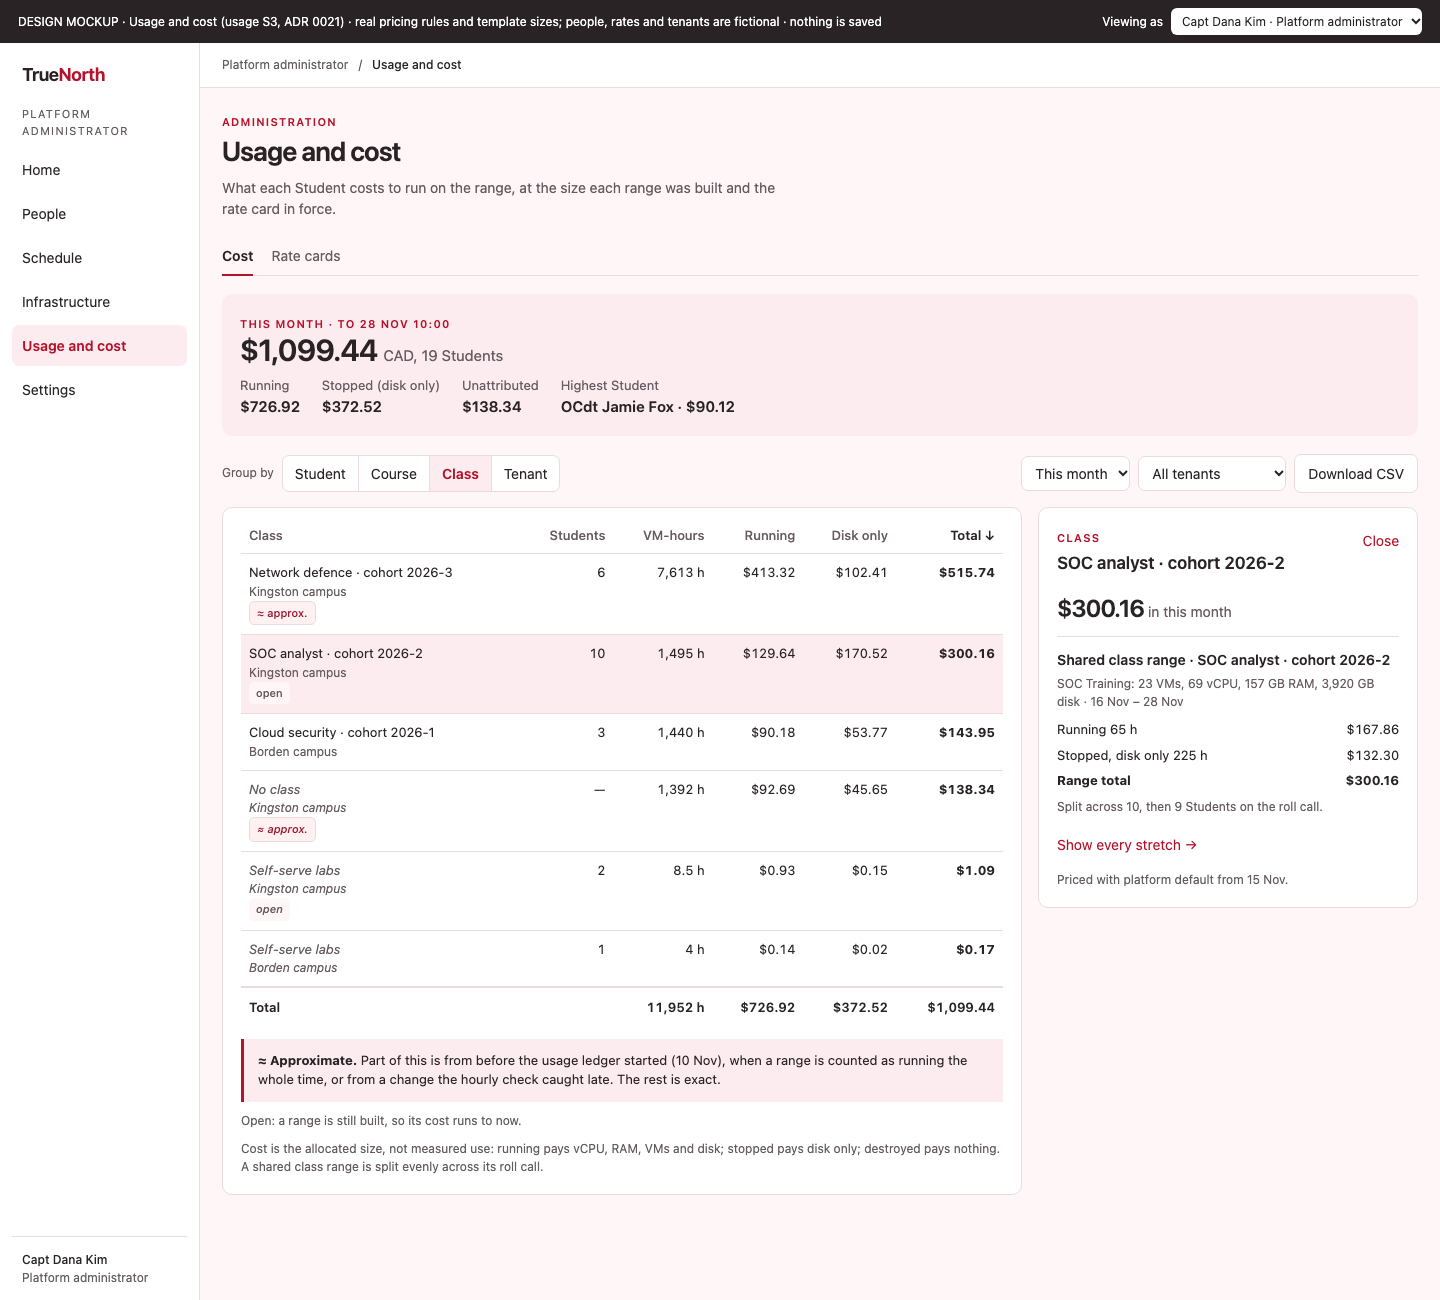 DESIGN MOCKUP · Usage and cost (usage S3, ADR 0021) · real pricing rules and template sizes; people, rates and tenants are fictional · nothing is saved
Viewing as
Capt Dana Kim · Platform administrator
TrueNorth
PLATFORM
ADMINISTRATOR
Home
People
Schedule
Infrastructure
Usage and cost
Settings
Capt Dana Kim
Platform administrator
Platform administrator / Usage and cost
ADMINISTRATION
Usage and cost
What each Student costs to run on the range, at the size each range was built and the
rate card in force.
Cost Rate cards
THIS MONTH · TO 28 NOV 10:00
$1,099.44 CAD, 19 Students
Running Stopped (disk only) Unattributed Highest Student
$726.92 $372.52 $138.34 OCdt Jamie Fox · $90.12
Group by Student Course Class Tenant
This month All tenants Download CSV
Class Students VM-hours Running Disk only Total ↓
Network defence · cohort 2026-3 6 7,613 h $413.32 $102.41 $515.74
Kingston campus
≈ approx.
SOC analyst · cohort 2026-2 10 1,495 h $129.64 $170.52 $300.16
Kingston campus
open
Cloud security · cohort 2026-1 3 1,440 h $90.18 $53.77 $143.95
Borden campus
No class — 1,392 h $92.69 $45.65 $138.34
Kingston campus
≈ approx.
Self-serve labs 2 8.5 h $0.93 $0.15 $1.09
Kingston campus
open
Self-serve labs 1 4 h $0.14 $0.02 $0.17
Borden campus
Total 11,952 h $726.92 $372.52 $1,099.44
≈ Approximate. Part of this is from before the usage ledger started (10 Nov), when a range is counted as running the
whole time, or from a change the hourly check caught late. The rest is exact.
Open: a range is still built, so its cost runs to now.
Cost is the allocated size, not measured use: running pays vCPU, RAM, VMs and disk; stopped pays disk only; destroyed pays nothing.
A shared class range is split evenly across its roll call.
CLASS
Close
SOC analyst · cohort 2026-2
$300.16 in this month
Shared class range · SOC analyst · cohort 2026-2
SOC Training: 23 VMs, 69 vCPU, 157 GB RAM, 3,920 GB
disk · 16 Nov – 28 Nov
Running 65 h $167.86
Stopped, disk only 225 h $132.30
Range total $300.16
Split across 10, then 9 Students on the roll call.
Show every stretch →
Priced with platform default from 15 Nov.